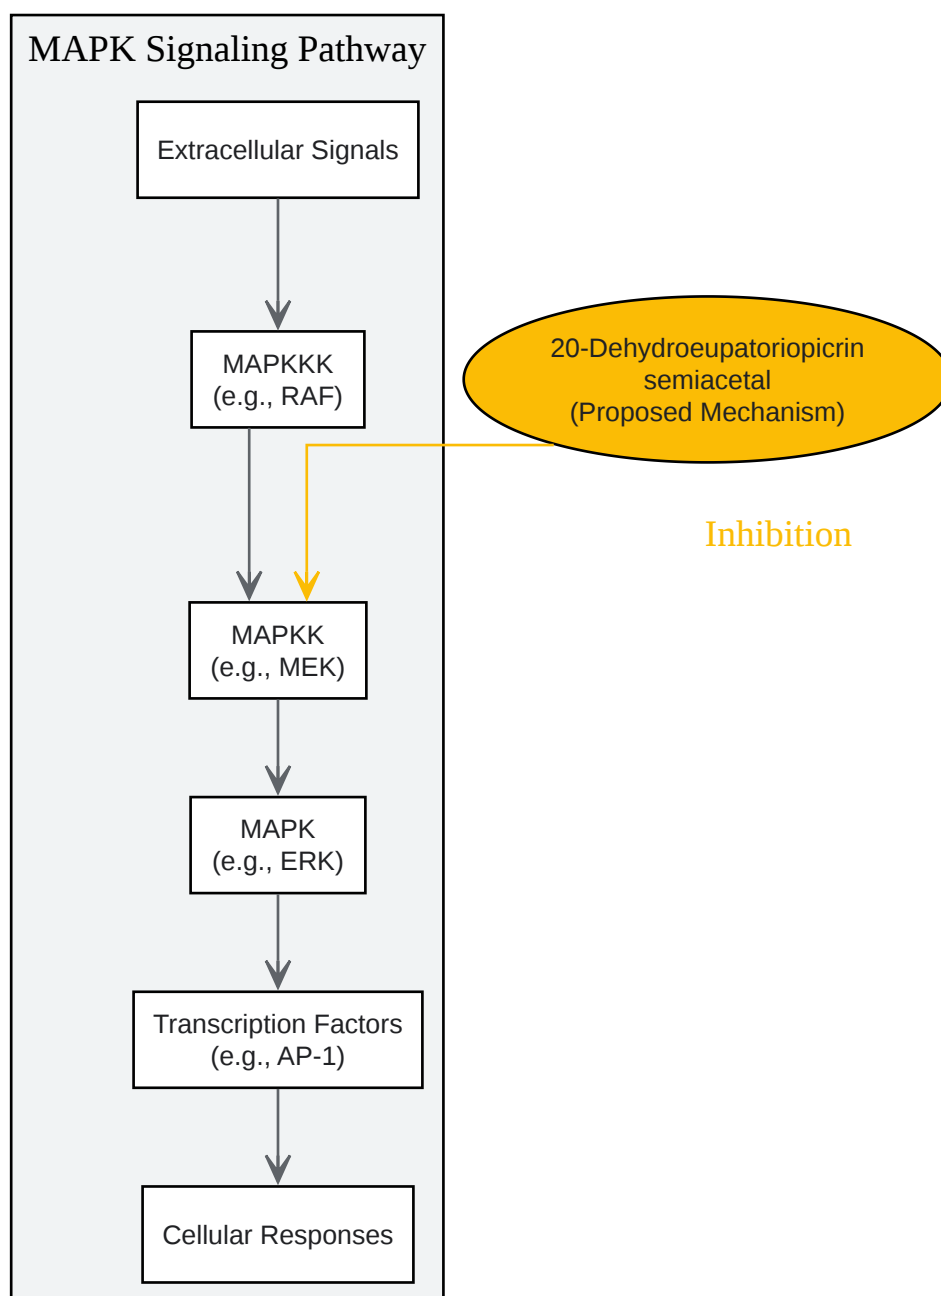 MAPK Signaling Pathway
Extracellular Signals
MAPKKK
(e.g., RAF)
20-Dehydroeupatoriopicrin
semiacetal
(Proposed Mechanism)
Inhibition
MAPKK
(e.g., MEK)
MAPK
(e.g., ERK)
Transcription Factors
(e.g., AP-1)
Cellular Responses